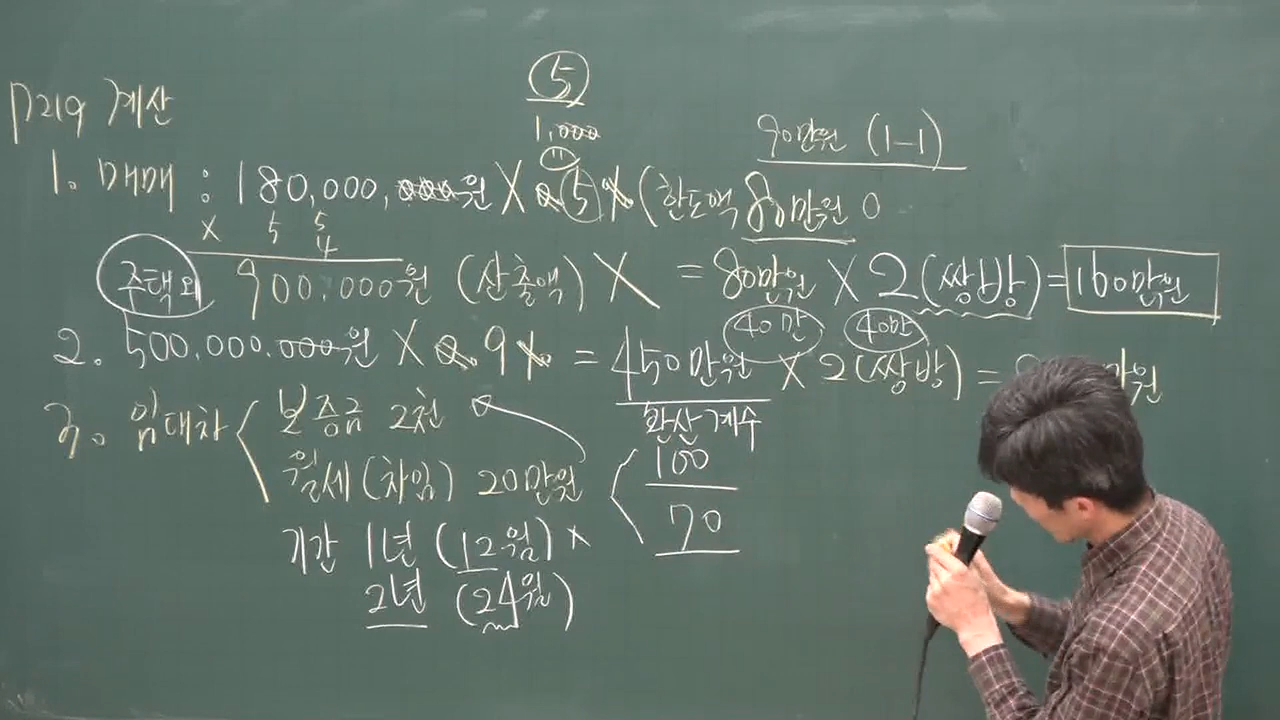 P219 계산
⑤
1,000
90만원 (1-1)
1. 매매 : 180,000,000원 X 0.5% (한도액 80만원 0
X 5 5
4
주택외 900.000원 (산출액) X = 80만원 X 2(쌍방) = 160만원
40만 40만
2. 500.000.000원 X 0.9% = 450만원 X 2(쌍방) = 만원
3. 임대차 보증금 2천
환산계수
월세(차임) 20만원
100
70
기간 1년 (12월) X
2년 (24월)